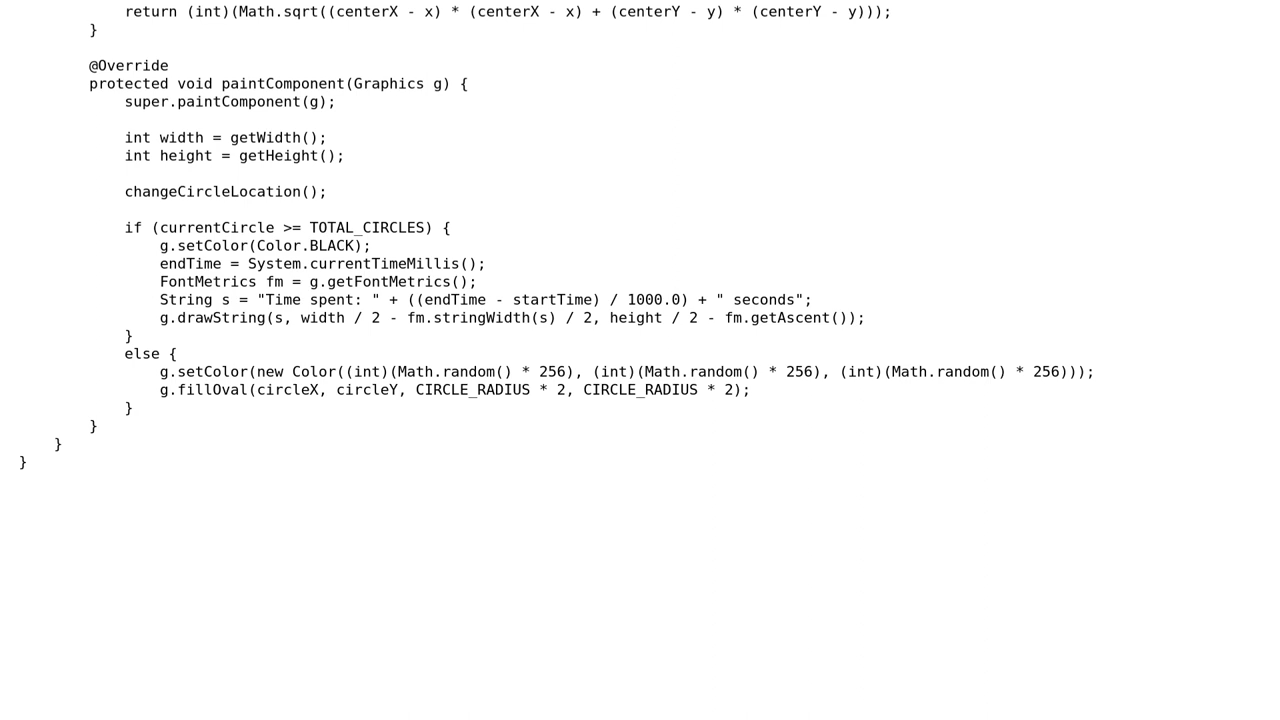 return (int)(Math.sqrt((centerX - x) * (centerX - x) + (centerY - y) * (centerY - y)));
        }

        @Override
        protected void paintComponent(Graphics g) {
            super.paintComponent(g);

            int width = getWidth();
            int height = getHeight();

            changeCircleLocation();

            if (currentCircle >= TOTAL_CIRCLES) {
                g.setColor(Color.BLACK);
                endTime = System.currentTimeMillis();
                FontMetrics fm = g.getFontMetrics();
                String s = "Time spent: " + ((endTime - startTime) / 1000.0) + " seconds";
                g.drawString(s, width / 2 - fm.stringWidth(s) / 2, height / 2 - fm.getAscent());
            }
            else {
                g.setColor(new Color((int)(Math.random() * 256), (int)(Math.random() * 256), (int)(Math.random() * 256)));
                g.fillOval(circleX, circleY, CIRCLE_RADIUS * 2, CIRCLE_RADIUS * 2);
            }
        }
    }
}